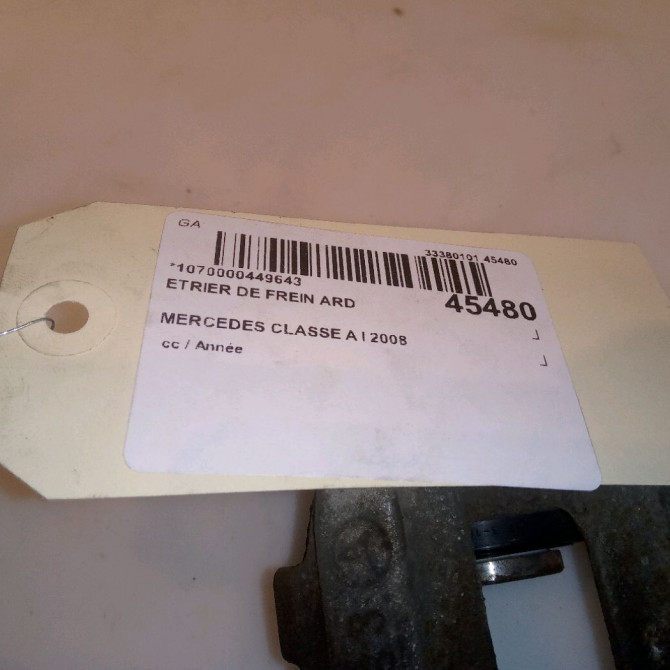 GA
33380101 45480
*1070000449643
45480
ETRIER DE FREIN ARD
MERCEDES CLASSE A I 2008
cc / Année